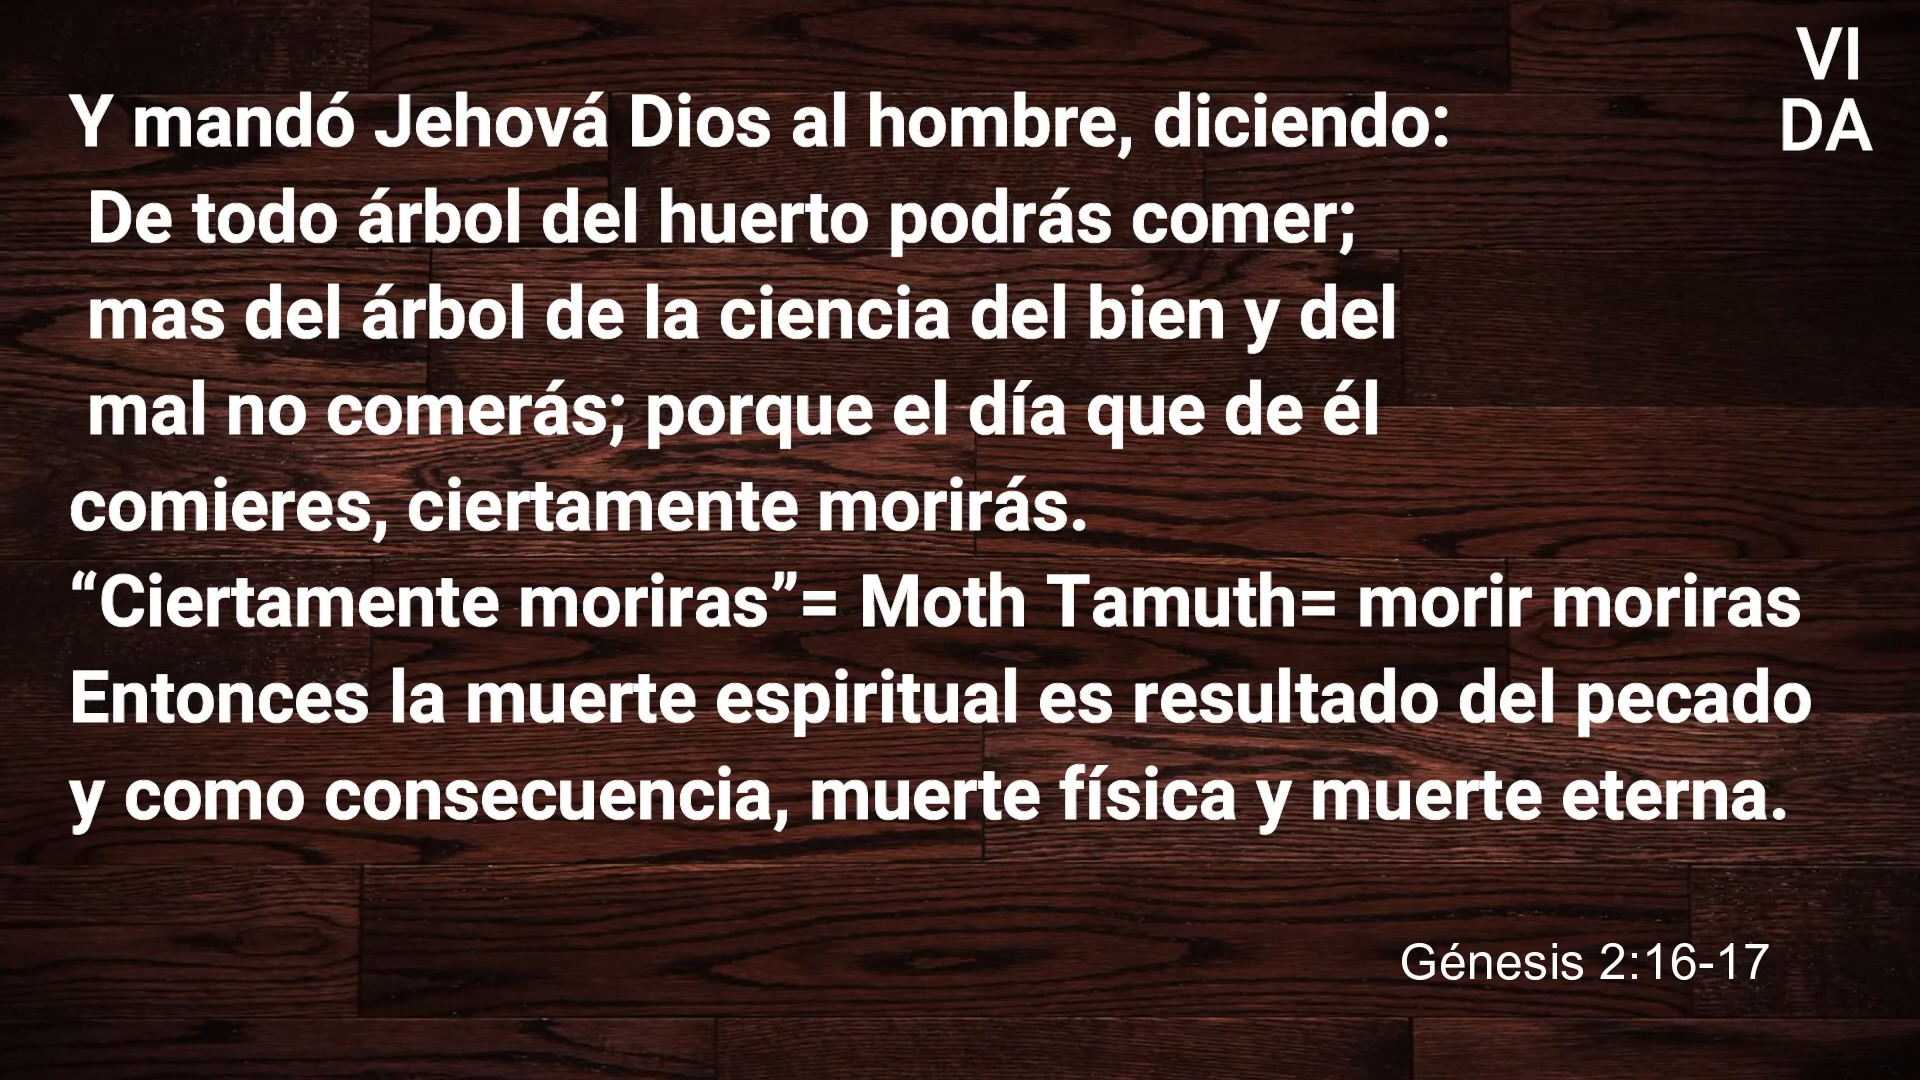 VI
DA
Y mandó Jehová Dios al hombre, diciendo:
De todo árbol del huerto podrás comer;
mas del árbol de la ciencia del bien y del
mal no comerás; porque el día que de él
comieres, ciertamente morirás.
“Ciertamente moriras”= Moth Tamuth= morir moriras
Entonces la muerte espiritual es resultado del pecado
y como consecuencia, muerte física y muerte eterna.
Génesis 2:16-17